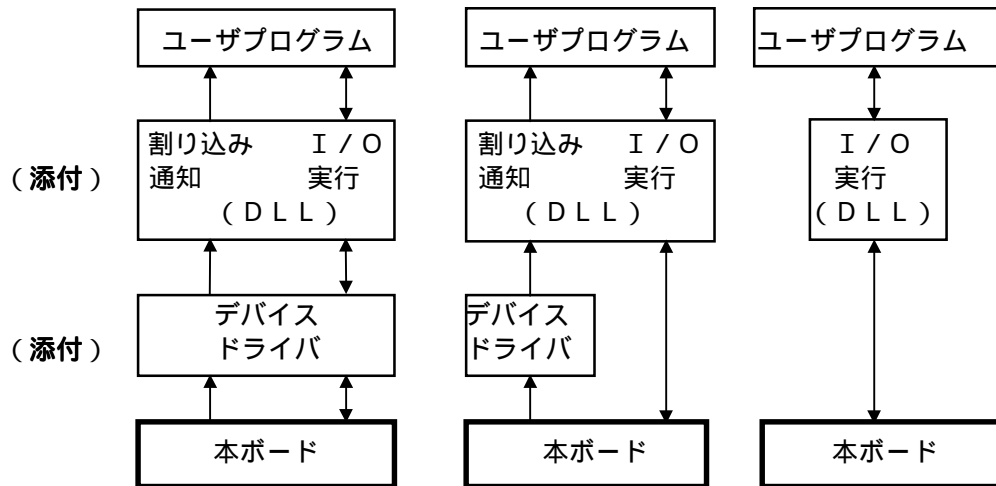 ユーザプログラム ユーザプログラム ユーザプログラム
割り込み Ｉ／Ｏ 割り込み Ｉ／Ｏ Ｉ／Ｏ
（添付） 通知 実行 通知 実行 実行
（ＤＬＬ） （ＤＬＬ） （ＤＬＬ）
デバイス デバイス
（添付） ドライバ ドライバ
本ボード 本ボード 本ボード